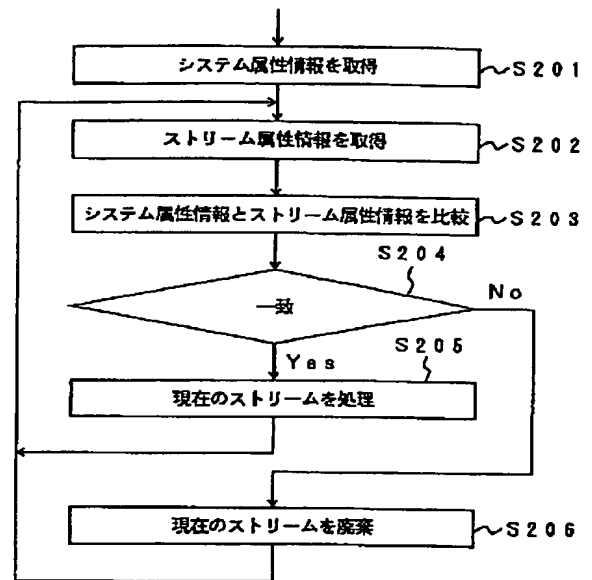 システム属性情報を取得
S201
ストリーム属性情報を取得
S202
システム属性情報とストリーム属性情報を比較
S203
S204
一致
No
Yes
S205
現在のストリームを処理
現在のストリームを廃棄
S206